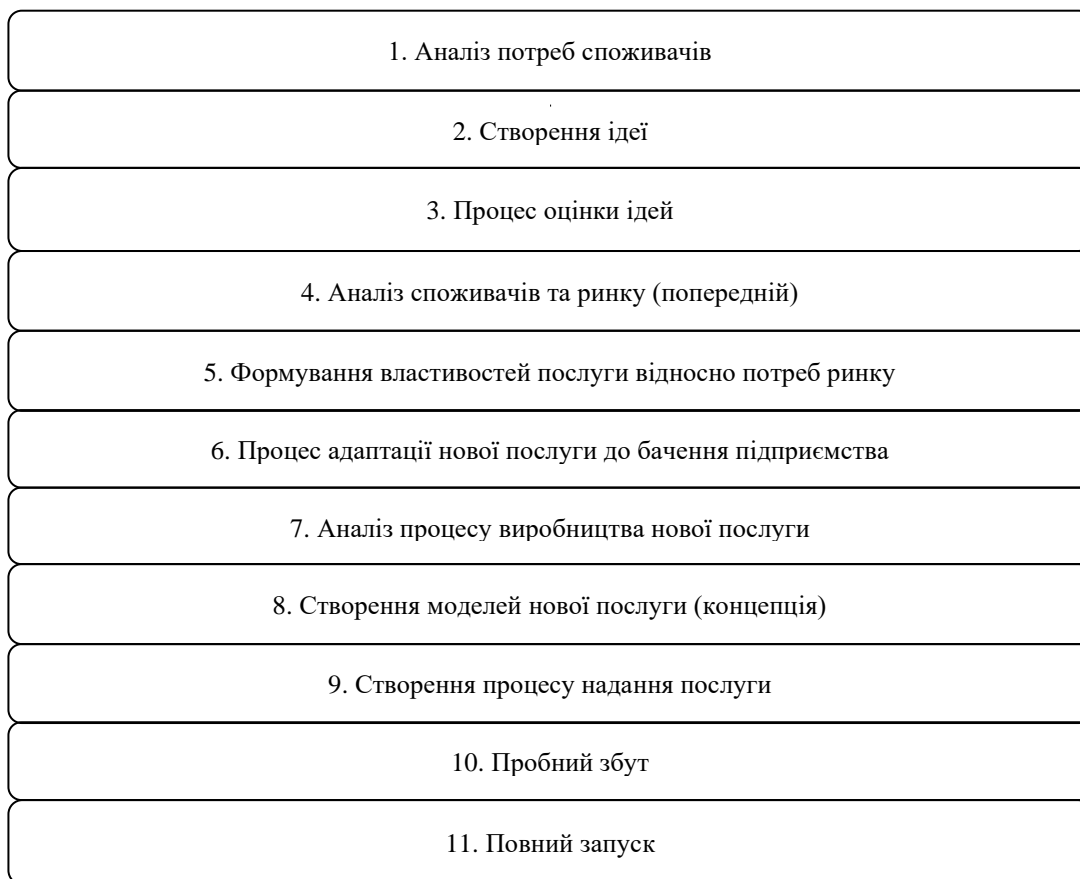 1. Аналіз потреб споживачів
2. Створення ідеї
3. Процес оцінки ідей
4. Аналіз споживачів та ринку (попередній)
5. Формування властивостей послуги відносно потреб ринку
6. Процес адаптації нової послуги до бачення підприємства
7. Аналіз процесу виробництва нової послуги
8. Створення моделей нової послуги (концепція)
9. Створення процесу надання послуги
10. Пробний збут
11. Повний запуск